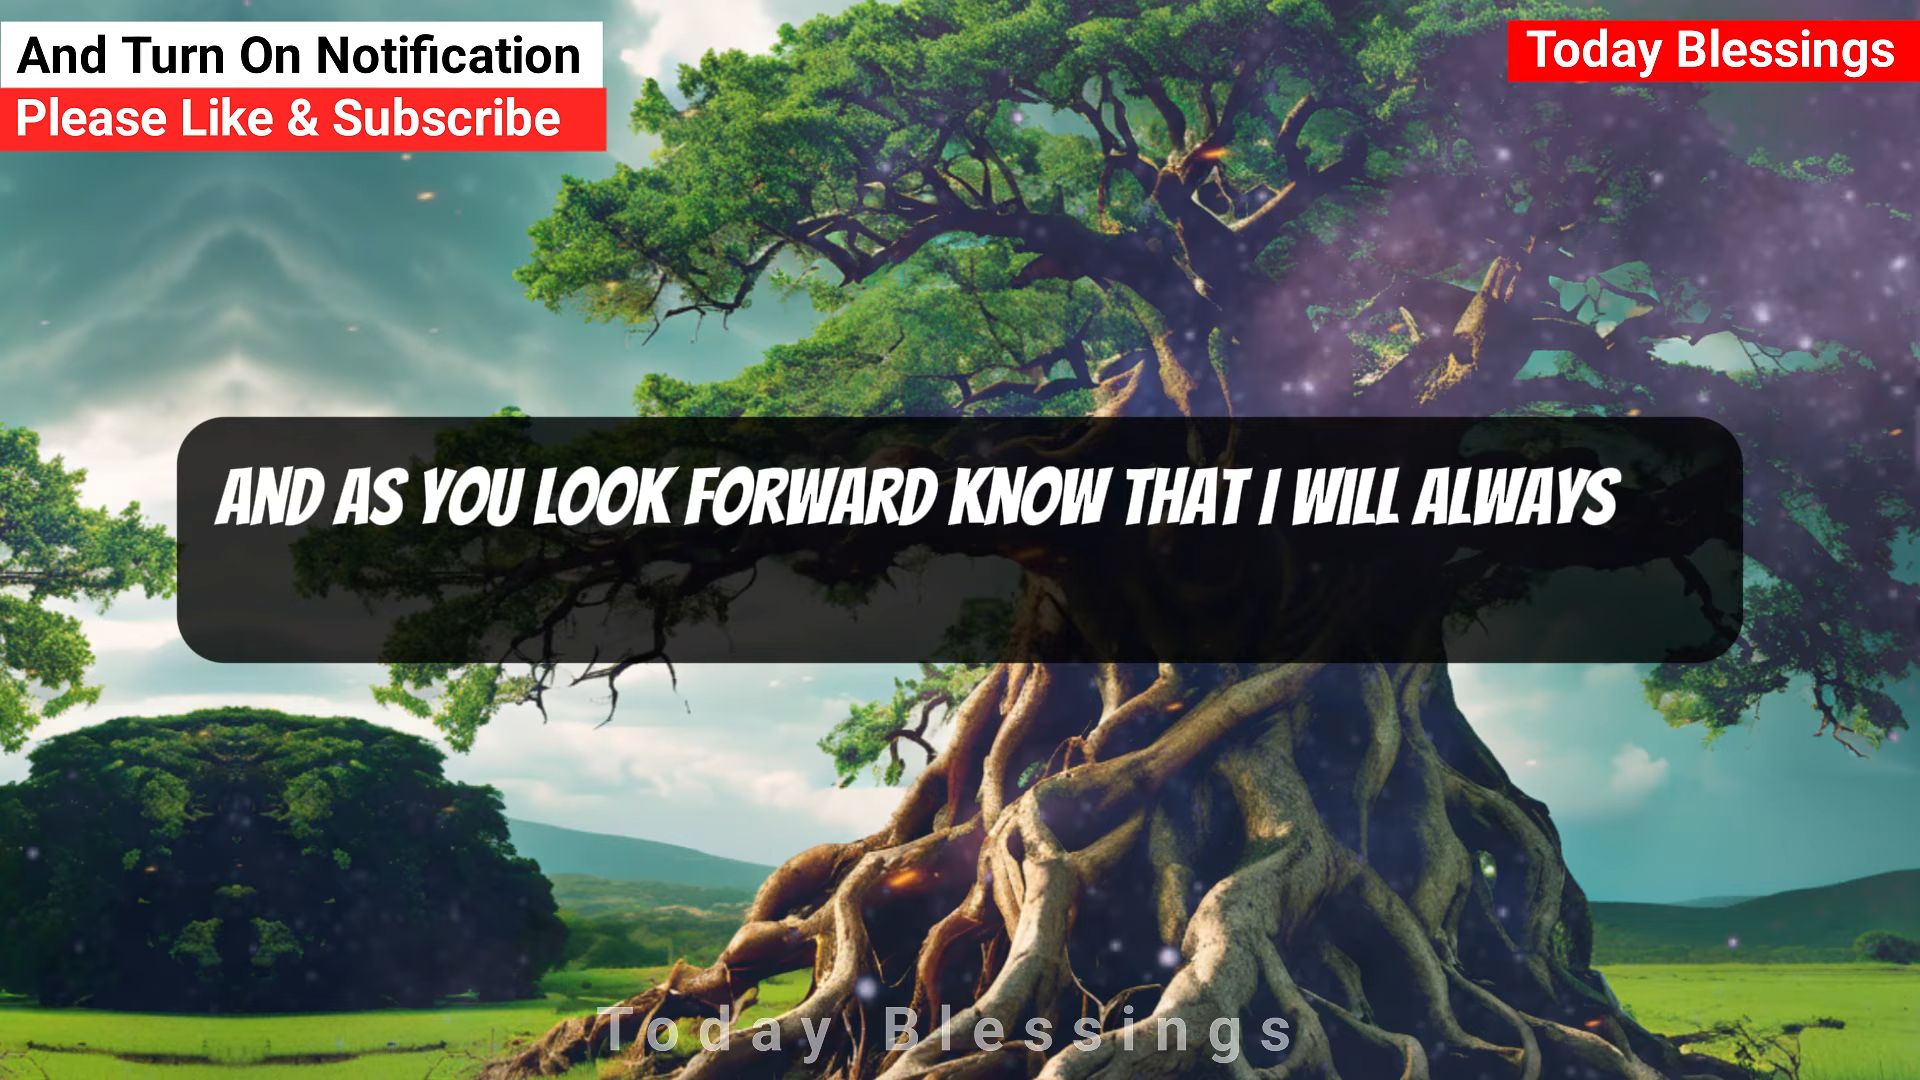 And Turn On Notification
Please Like & Subscribe
Today Blessings
AND AS YOU LOOK FORWARD KNOW THAT I WILL ALWAYS
Today Blessings